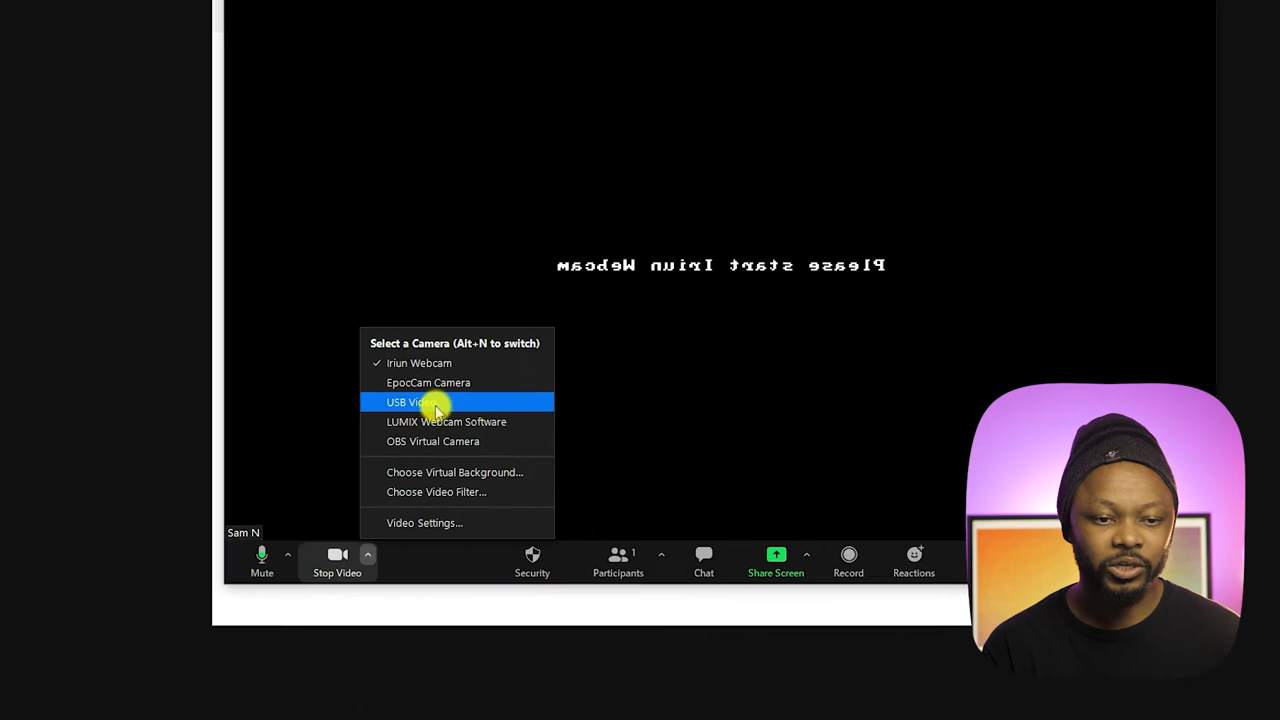 Please start Iriun Webcam
Select a Camera (Alt+N to switch)
Iriun Webcam
EpocCam Camera
USB Video
LUMIX Webcam Software
OBS Virtual Camera
Choose Virtual Background...
Choose Video Filter...
Video Settings...
Sam N
Mute
Stop Video
Security
Participants 1
Chat
Share Screen
Record
Reactions